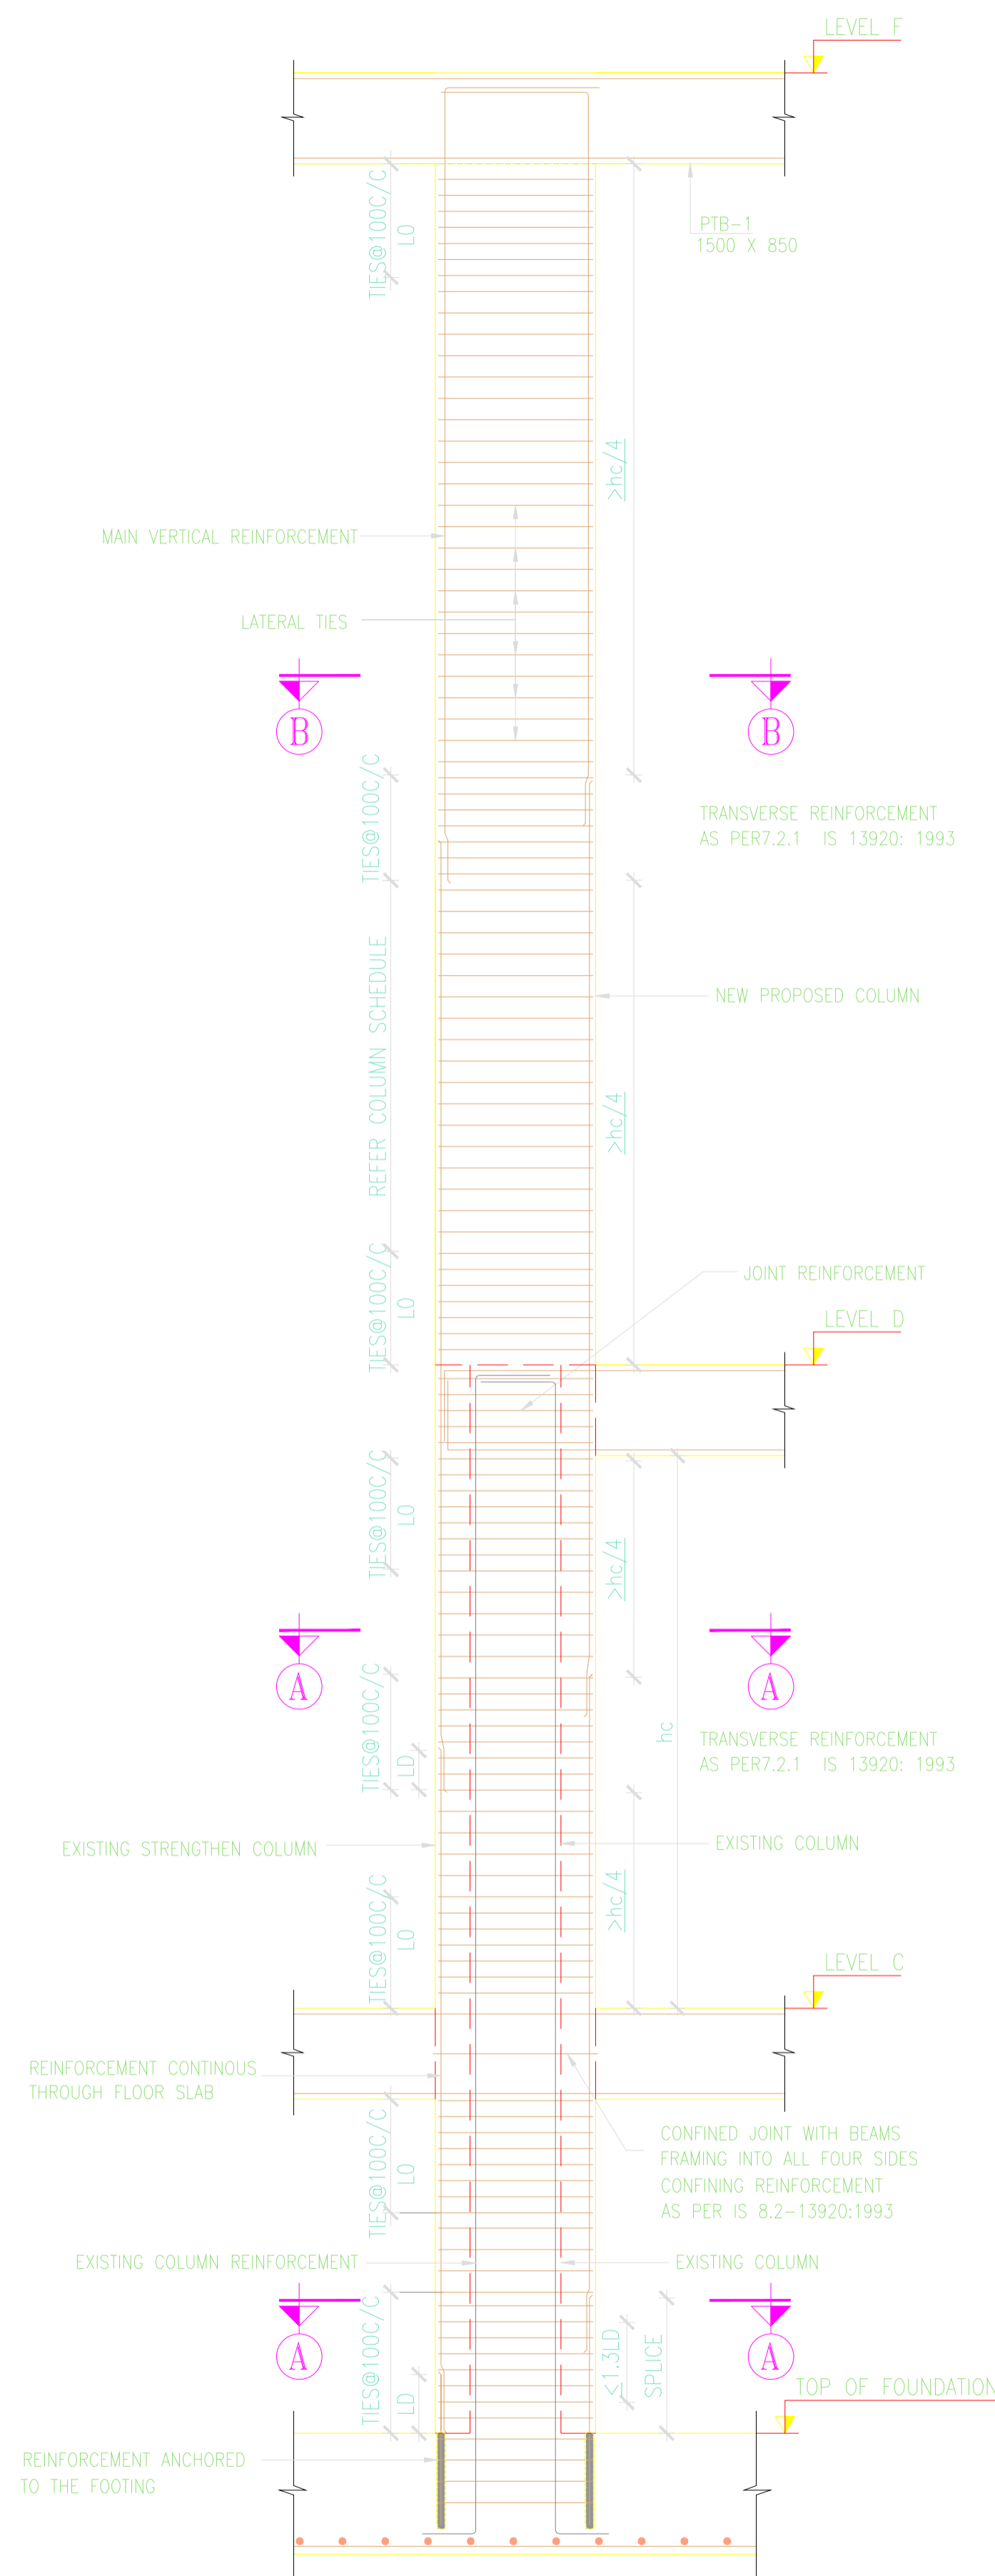 LEVEL F
TIES@100C/C
LO
PTB-1
1500 X 850
>hc/4
MAIN VERTICAL REINFORCEMENT
LATERAL TIES
B
B
TIES@100C/C
TRANSVERSE REINFORCEMENT
AS PER7.2.1 IS 13920: 1993
REFER COLUMN SCHEDULE
NEW PROPOSED COLUMN
>hc/4
TIES@100C/C
LO
JOINT REINFORCEMENT
LEVEL D
TIES@100C/C
LO
>hc/4
A
A
TIES@100C/C
LD
hc
TRANSVERSE REINFORCEMENT
AS PER7.2.1 IS 13920: 1993
EXISTING STRENGTHEN COLUMN
EXISTING COLUMN
TIES@100C/C
LO
>hc/4
LEVEL C
REINFORCEMENT CONTINOUS
THROUGH FLOOR SLAB
TIES@100C/C
LO
CONFINED JOINT WITH BEAMS
FRAMING INTO ALL FOUR SIDES
CONFINING REINFORCEMENT
AS PER IS 8.2-13920:1993
EXISTING COLUMN REINFORCEMENT
EXISTING COLUMN
A
A
TIES@100C/C
LD
<1.3LD
SPLICE
TOP OF FOUNDATION
REINFORCEMENT ANCHORED
TO THE FOOTING